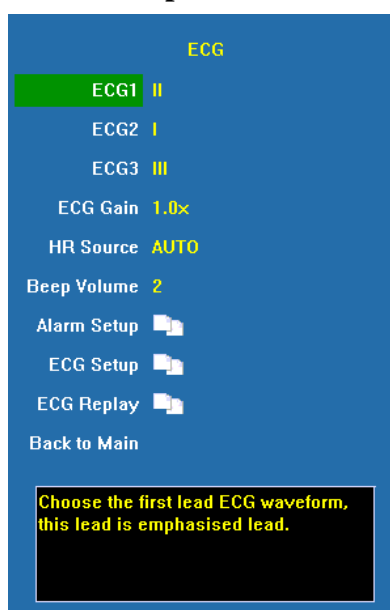 ECG
ECG1 II
ECG2 I
ECG3 III
ECG Gain 1.0×
HR Source AUTO
Beep Volume 2
Alarm Setup
ECG Setup
ECG Replay
Back to Main
Choose the first lead ECG waveform,
this lead is emphasised lead.